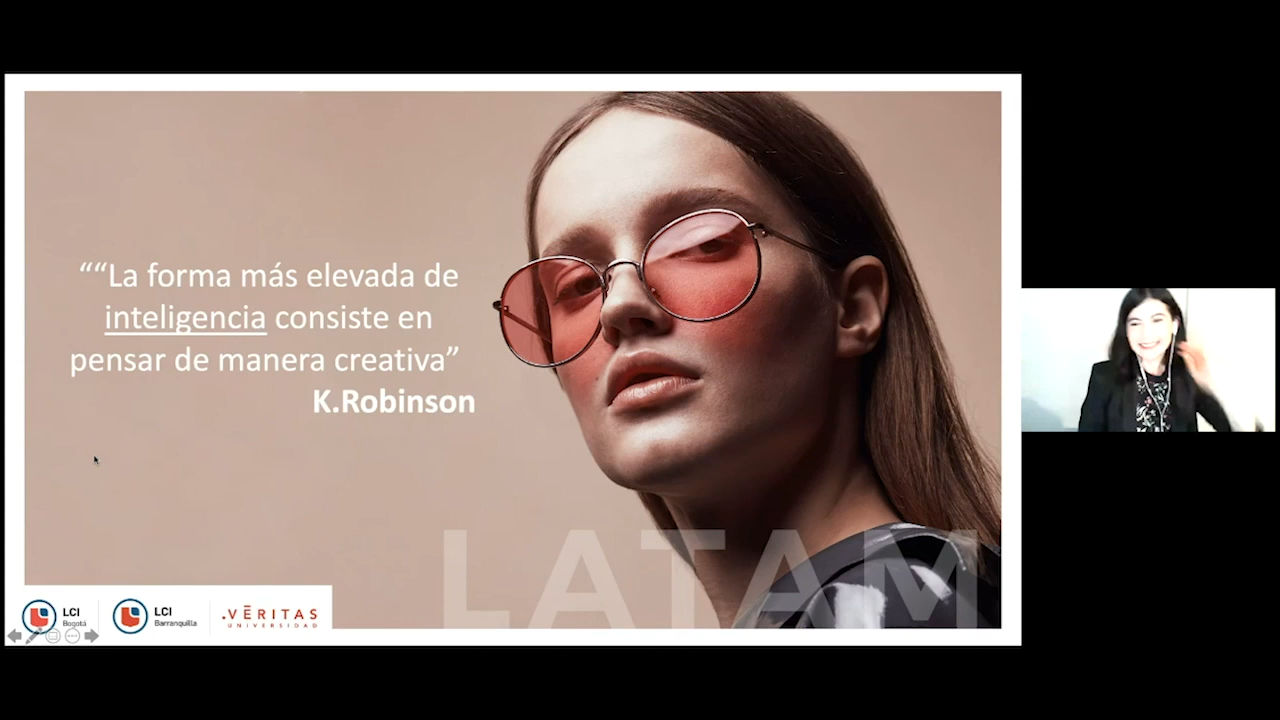 ““La forma más elevada de
inteligencia consiste en
pensar de manera creativa”
K.Robinson
LATAM
LCI
Bogotá
LCI
Barranquilla
.VĒRITAS
UNIVERSIDAD